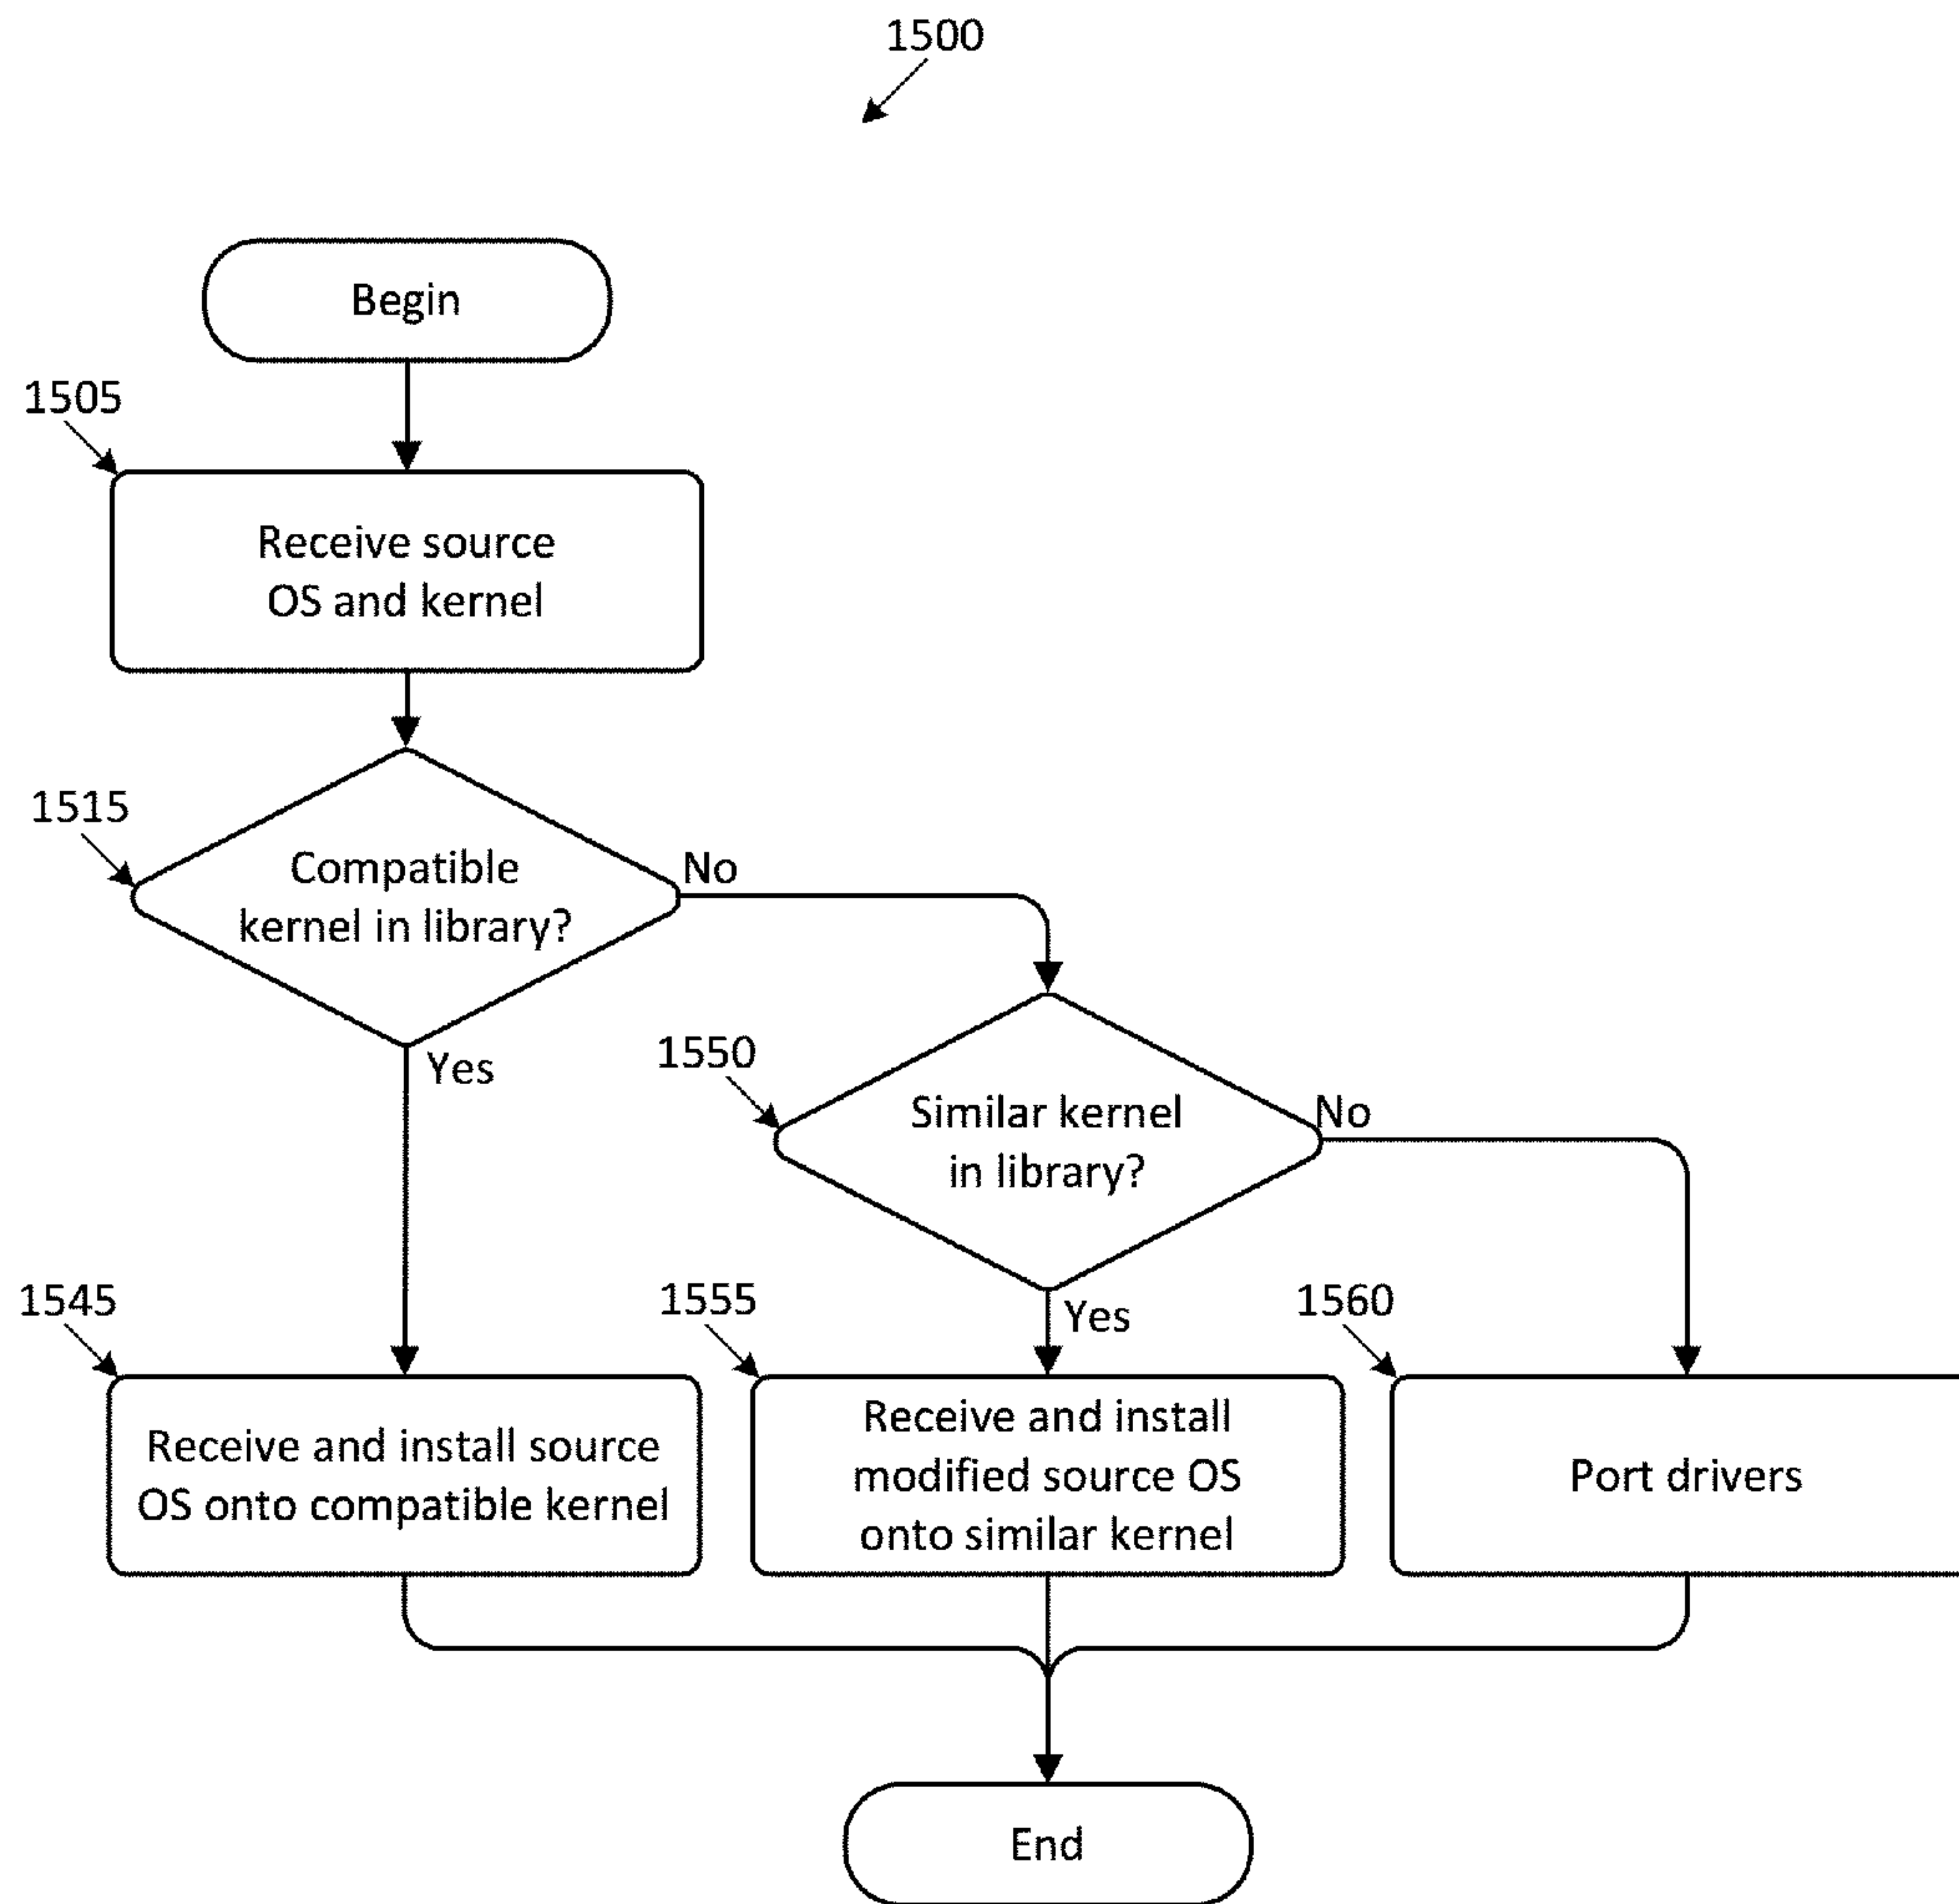 1500
Begin
1505
Receive source
OS and kernel
1515
Compatible
kernel in library?
No
Yes
1550
Similar kernel
in library?
No
Yes
1545
Receive and install source
OS onto compatible kernel
1555
Receive and install
modified source OS
onto similar kernel
1560
Port drivers
End